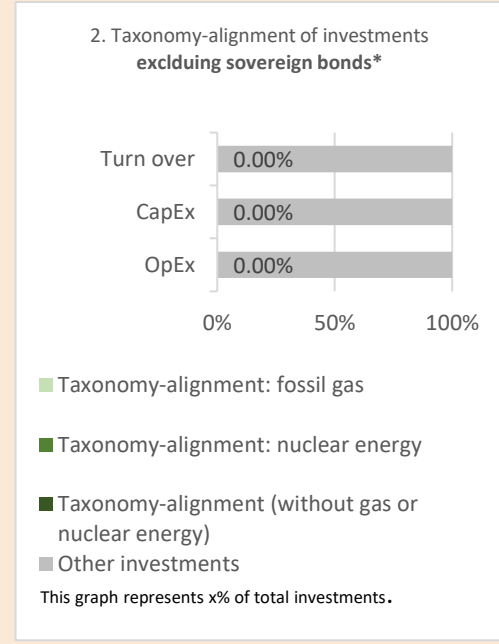 2. Taxonomy-alignment of investments
exclduing sovereign bonds*
Turn over 0.00%
CapEx 0.00%
OpEx 0.00%
0% 50% 100%
Taxonomy-alignment: fossil gas
Taxonomy-alignment: nuclear energy
Taxonomy-alignment (without gas or
nuclear energy)
Other investments
This graph represents x% of total investments.